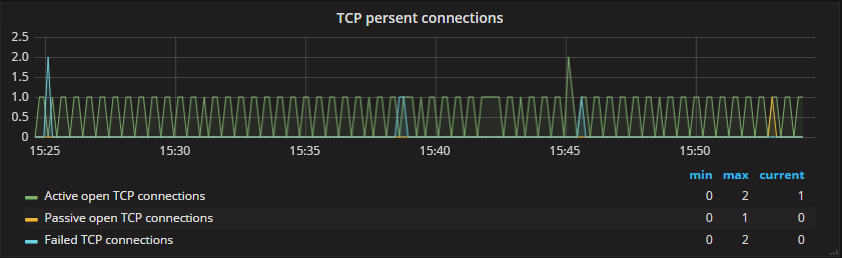 TCP persent connections
2.5
2.0
1.5
1.0
0.5
0
15:25 15:30 15:35 15:40 15:45 15:50
min max current
Active open TCP connections 0 2 1
Passive open TCP connections 0 1 0
Failed TCP connections 0 2 0